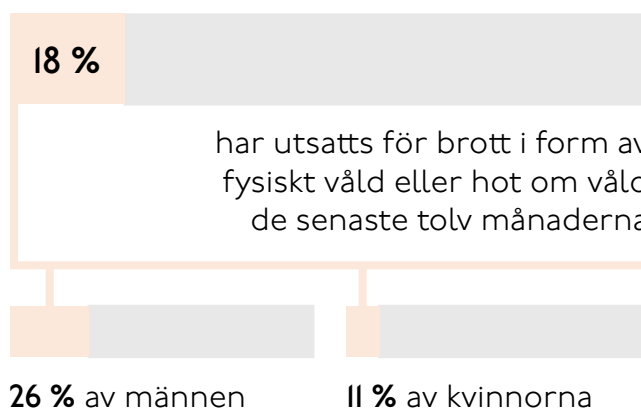 18 %
har utsatts för brott i form av
fysiskt våld eller hot om våld
de senaste tolv månaderna
26 % av männen
11 % av kvinnorna